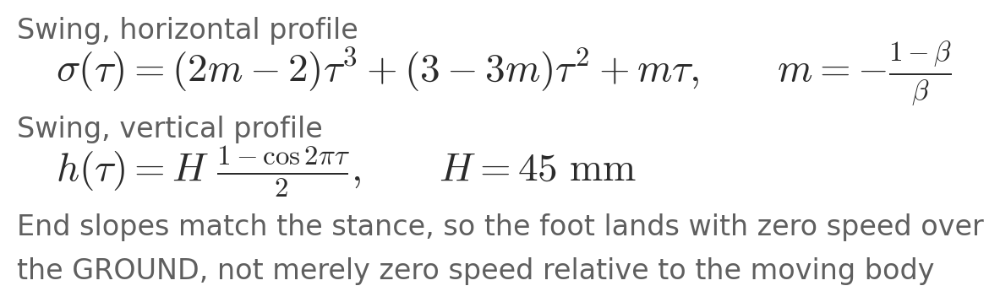 Swing, horizontal profile
σ(τ) = (2m − 2)τ³ + (3 − 3m)τ² + mτ, m = −\frac{1 − β}{β}
Swing, vertical profile
h(τ) = H \frac{1 − cos 2πτ}{2}, H = 45 mm
End slopes match the stance, so the foot lands with zero speed over
the GROUND, not merely zero speed relative to the moving body